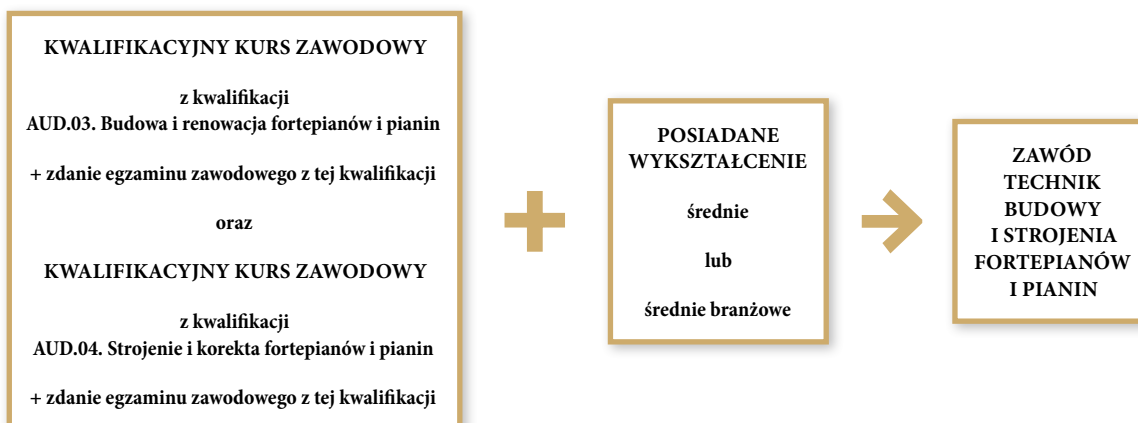 KWALIFIKACYJNY KURS ZAWODOWY
z kwalifikacji
AUD.03. Budowa i renowacja fortepianów i pianin
+ zdanie egzaminu zawodowego z tej kwalifikacji
oraz
KWALIFIKACYJNY KURS ZAWODOWY
z kwalifikacji
AUD.04. Strojenie i korekta fortepianów i pianin
+ zdanie egzaminu zawodowego z tej kwalifikacji
POSIADANE
WYKSZTAŁCENIE
średnie
lub
średnie branżowe
ZAWÓD
TECHNIK
BUDOWY
I STROJENIA
FORTEPIANÓW
I PIANIN